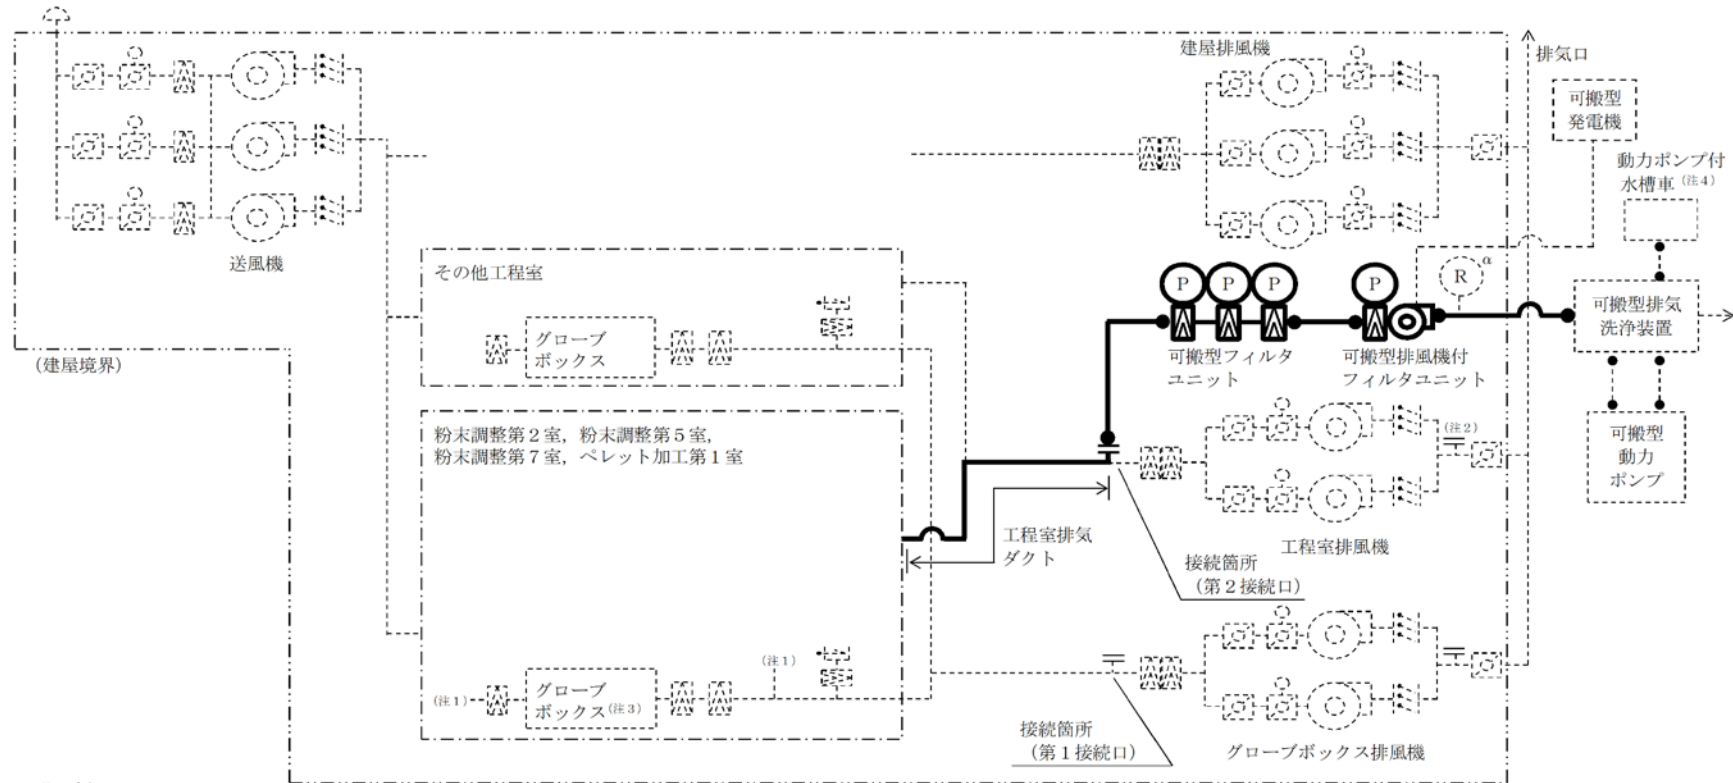 建屋排風機
排気口
可搬型
発電機
動力ポンプ付
水槽車(注4)
送風機
その他工程室
グローブ
ボックス
(建屋境界)
P
P
P
P
R
α
可搬型フィルタ
ユニット
可搬型排風機付
フィルタユニット
可搬型排気
洗浄装置
粉末調整第2室,粉末調整第5室,
粉末調整第7室,ペレット加工第1室
(注2)
可搬型
動力
ポンプ
工程室排気
ダクト
工程室排風機
接続箇所
(第2接続口)
(注1)
(注1)
グローブ
ボックス(注3)
接続箇所
(第1接続口)
グローブボックス排風機